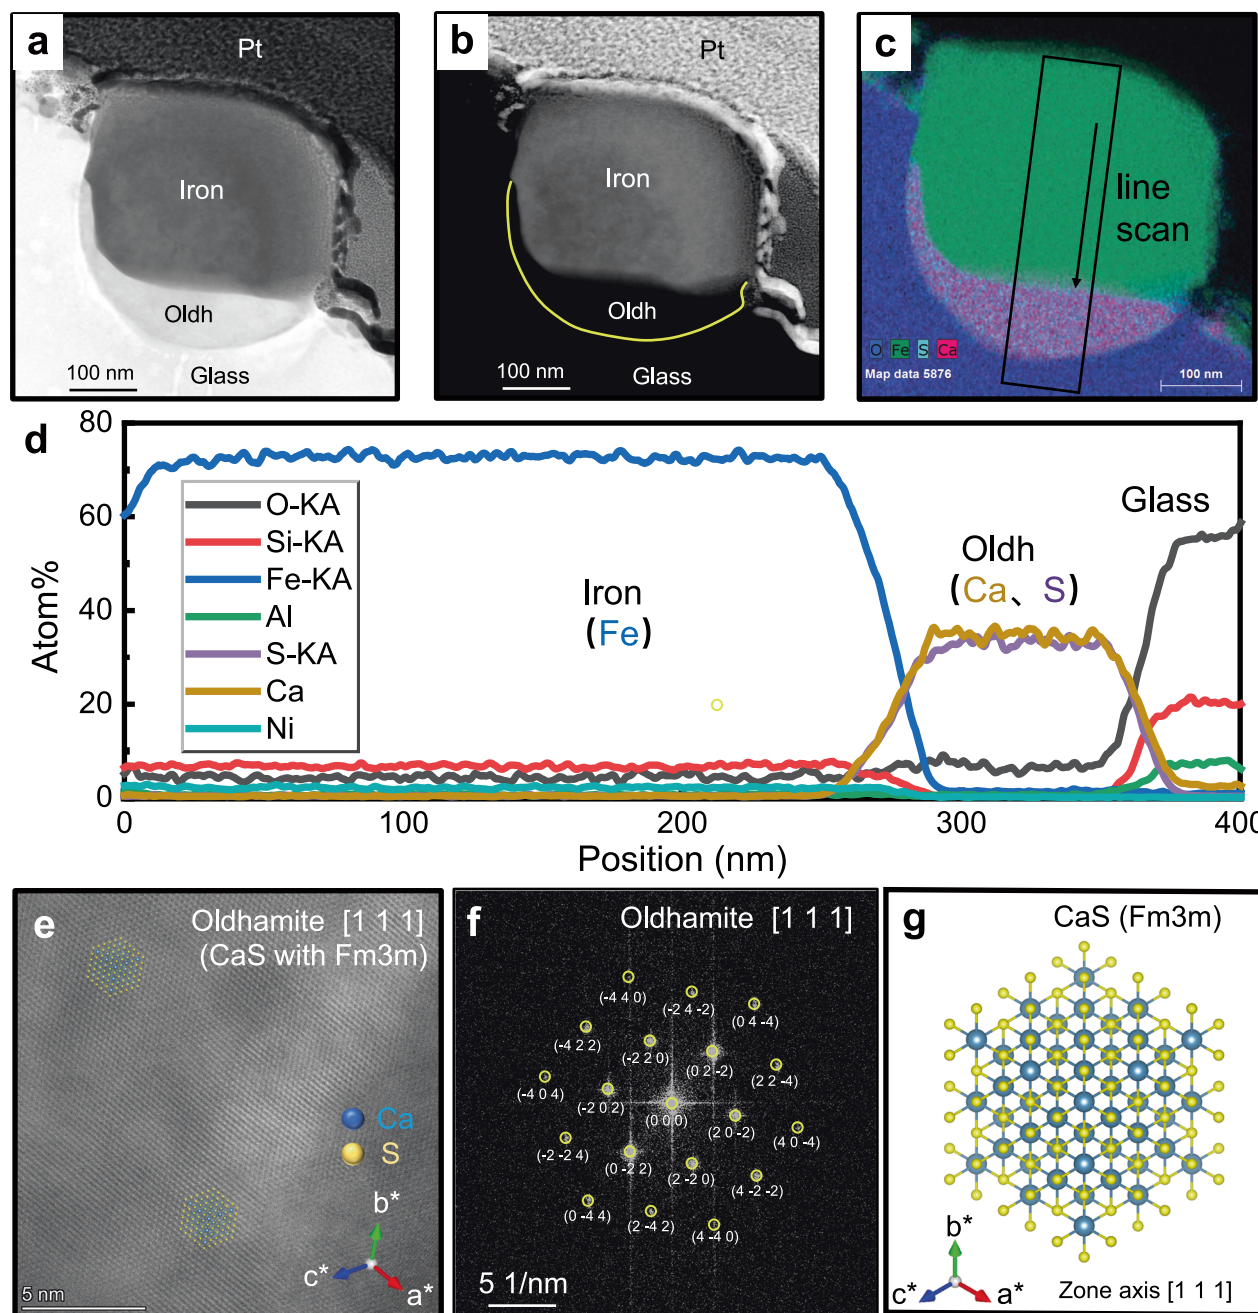 a
Pt
Iron
Oldh
100 nm
Glass
b
Pt
Iron
Oldh
100 nm
Glass
c
line
scan
O Fe S Ca
Map data 5876
100 nm
d
80
60
40
20
0
Atom%
O-KA
Si-KA
Fe-KA
Al
S-KA
Ca
Ni
Iron
(Fe)
Oldh
(Ca、S)
Glass
0 100 200 300 400
Position (nm)
e
Oldhamite [1 1 1]
(CaS with Fm3m)
Ca
S
b*
c*
a*
5 nm
f
Oldhamite [1 1 1]
(-4 4 0)
(-2 4 -2)
(0 4 -4)
(-4 2 2)
(-2 2 0)
(0 2 -2)
(2 2 -4)
(-4 0 4)
(-2 0 2)
(0 0 0)
(2 0 -2)
(4 0 -4)
(-2 -2 4)
(0 -2 2)
(2 -2 0)
(4 -2 -2)
(0 -4 4)
(2 -4 2)
(4 -4 0)
5 1/nm
g
CaS (Fm3m)
b*
c*
a*
Zone axis [1 1 1]